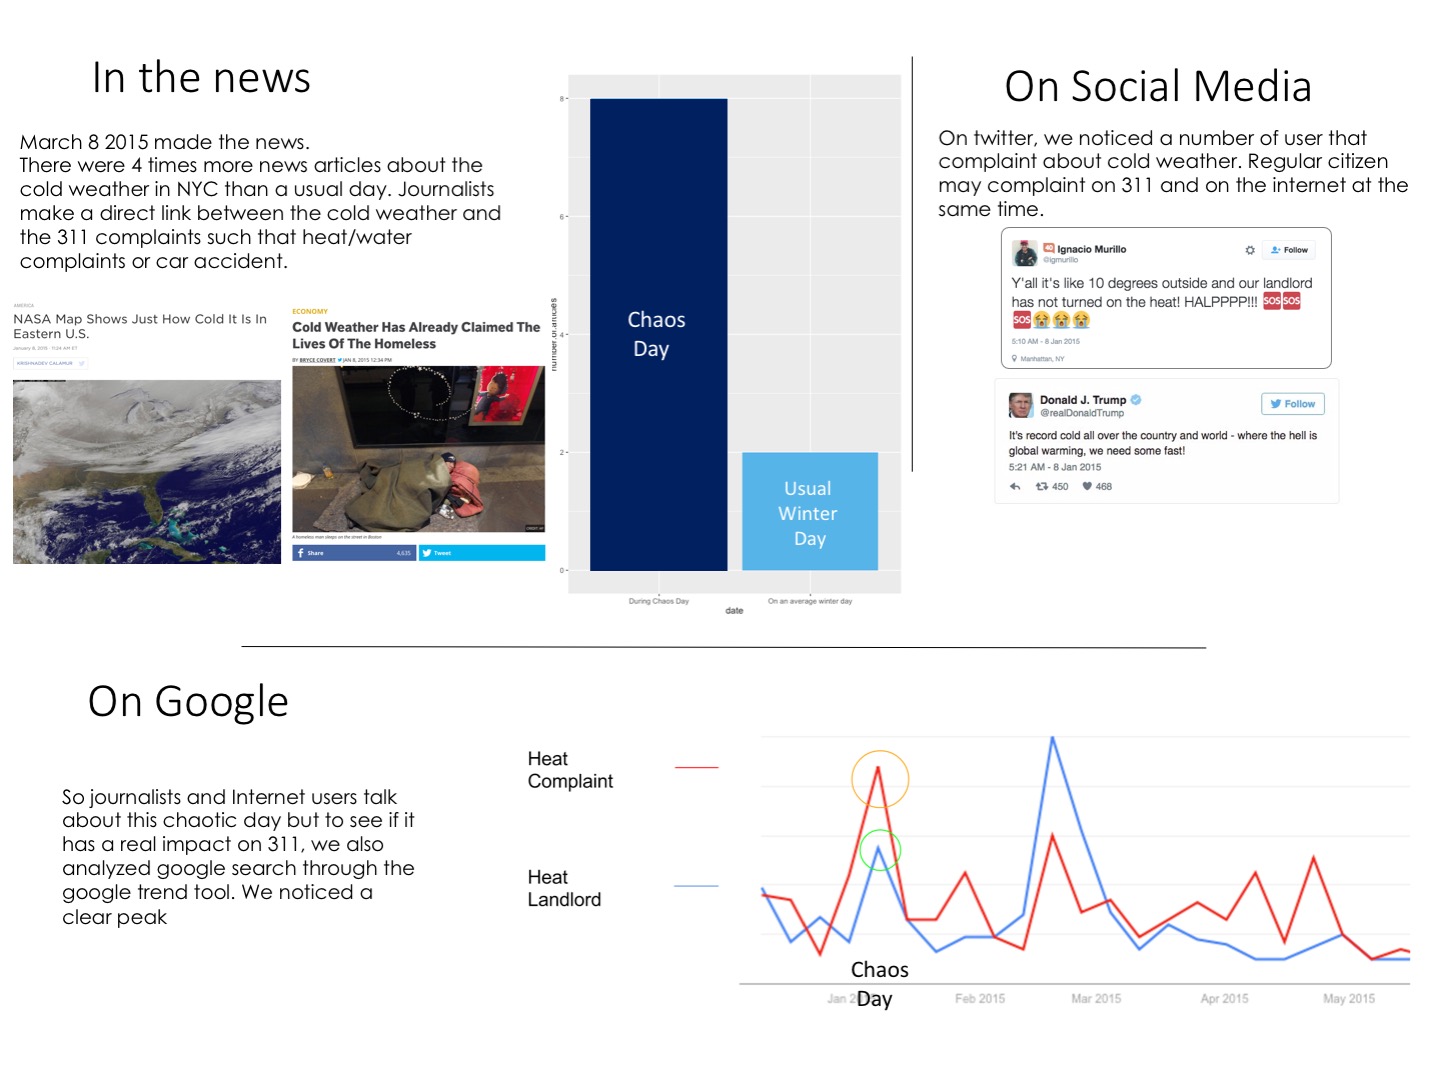 In the news
March 8 2015 made the news.
There were 4 times more news articles about the
cold weather in NYC than a usual day. Journalists
make a direct link between the cold weather and
the 311 complaints such that heat/water
complaints or car accident.
AMERICA
NASA Map Shows Just How Cold It Is In
Eastern U.S.
January 8, 2015 · 11:24 AM ET
KRISHNADEV CALAMUR
ECONOMY
Cold Weather Has Already Claimed The
Lives Of The Homeless
BY BRYCE COVERT JAN 8, 2015 12:34 PM
A homeless man sleeps on the street in Boston
Share 4,635 Tweet
number.of.articles
8
6
4
2
0
Chaos
Day
Usual
Winter
Day
During Chaos Day
On an average winter day
date
On Social Media
On twitter, we noticed a number of user that
complaint about cold weather. Regular citizen
may complaint on 311 and on the internet at the
same time.
Ignacio Murillo
@igmurillo
Follow
Y'all it's like 10 degrees outside and our landlord
has not turned on the heat! HALPPPP!!! 🆘🆘
🆘😭😭😭
5:10 AM - 8 Jan 2015
Manhattan, NY
Donald J. Trump
@realDonaldTrump
Follow
It's record cold all over the country and world - where the hell is
global warming, we need some fast!
5:21 AM - 8 Jan 2015
450 468
On Google
So journalists and Internet users talk
about this chaotic day but to see if it
has a real impact on 311, we also
analyzed google search through the
google trend tool. We noticed a
clear peak
Heat
Complaint
Heat
Landlord
Chaos
Day
Jan 2
Feb 2015
Mar 2015
Apr 2015
May 2015